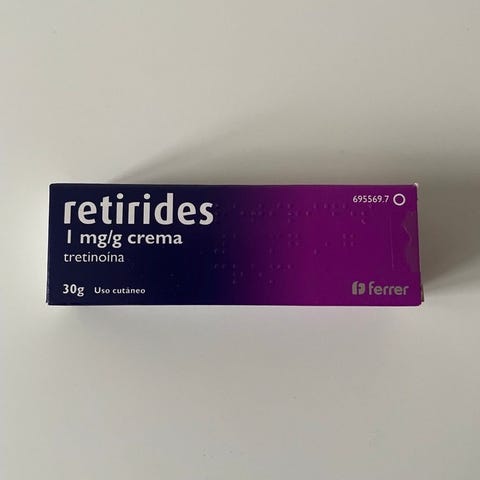 695569.7
retirides
1 mg/g crema
tretinoína
30g Uso cutáneo
ferrer